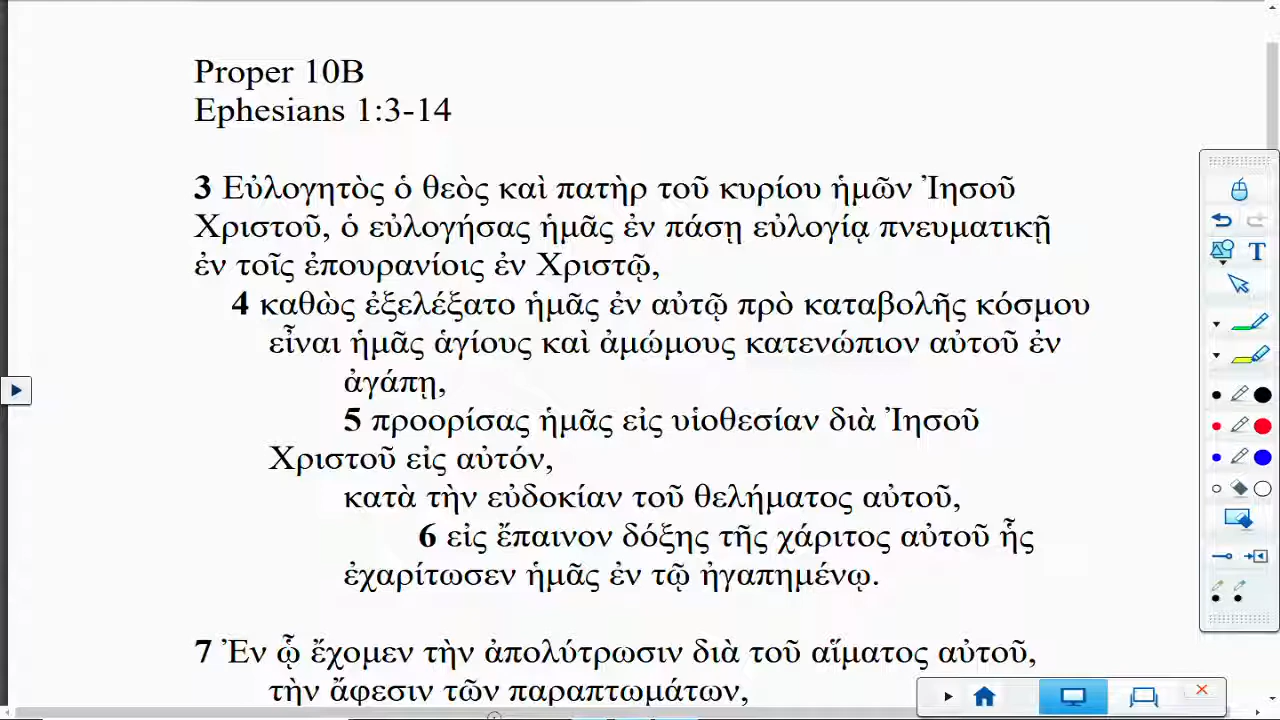 Proper 10B
Ephesians 1:3-14
3 Εὐλογητὸς ὁ θεὸς καὶ πατὴρ τοῦ κυρίου ἡμῶν Ἰησοῦ
Χριστοῦ, ὁ εὐλογήσας ἡμᾶς ἐν πάσῃ εὐλογίᾳ πνευματικῇ
ἐν τοῖς ἐπουρανίοις ἐν Χριστῷ,
4 καθὼς ἐξελέξατο ἡμᾶς ἐν αὐτῷ πρὸ καταβολῆς κόσμου
εἶναι ἡμᾶς ἁγίους καὶ ἀμώμους κατενώπιον αὐτοῦ ἐν
ἀγάπῃ,
5 προορίσας ἡμᾶς εἰς υἱοθεσίαν διὰ Ἰησοῦ
Χριστοῦ εἰς αὐτόν,
κατὰ τὴν εὐδοκίαν τοῦ θελήματος αὐτοῦ,
6 εἰς ἔπαινον δόξης τῆς χάριτος αὐτοῦ ἧς
ἐχαρίτωσεν ἡμᾶς ἐν τῷ ἠγαπημένῳ.
7 Ἐν ᾧ ἔχομεν τὴν ἀπολύτρωσιν διὰ τοῦ αἵματος αὐτοῦ,
τὴν ἄφεσιν τῶν παραπτωμάτων,
T